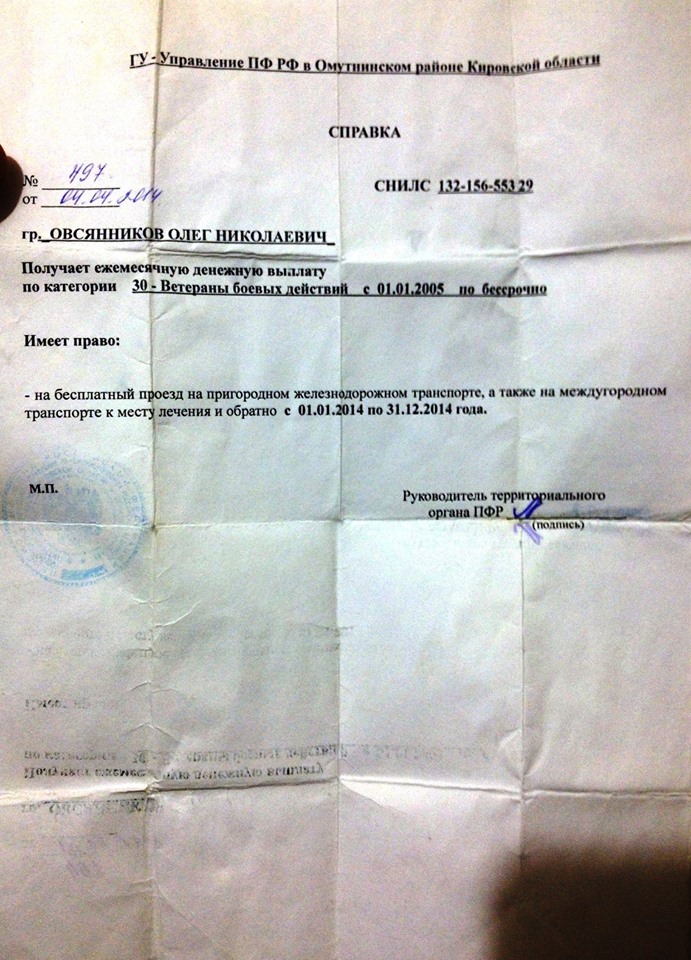 ГУ - Управление ПФ РФ в Омутнинском районе Кировской области
СПРАВКА
№ 497
от 04.04.2014
СНИЛС 132-156-553 29
гр. ОВСЯННИКОВ ОЛЕГ НИКОЛАЕВИЧ
Получает ежемесячную денежную выплату
по категории 30 - Ветераны боевых действий с 01.01.2005 по бессрочно
Имеет право:
- на бесплатный проезд на пригородном железнодорожном транспорте, а также на междугородном
транспорте к месту лечения и обратно с 01.01.2014 по 31.12.2014 года.
М.П.
Руководитель территориального
органа ПФР
(подпись)